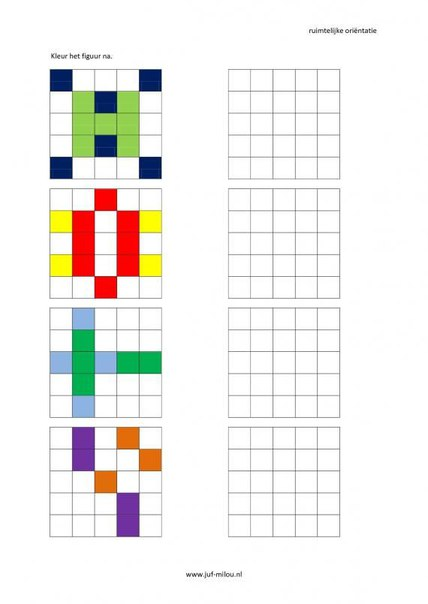 ruimtelijke oriëntatie
Kleur het figuur na.
www.juf-milou.nl